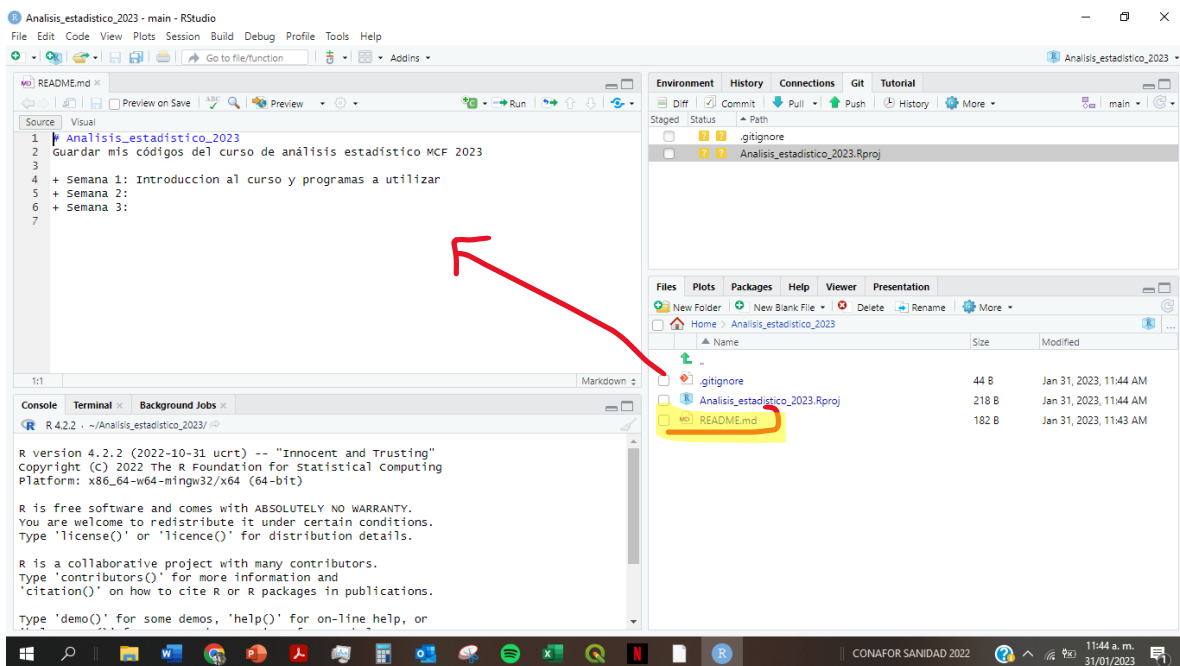 Analisis_estadistico_2023 - main - RStudio
File Edit Code View Plots Session Build Debug Profile Tools Help
Go to file/function Addins Analisis_estadistico_2023
README.md
Preview on Save ABC Preview Run
Source Visual
1 # Analisis_estadistico_2023
2 Guardar mis códigos del curso de análisis estadístico MCF 2023
3
4 + Semana 1: Introduccion al curso y programas a utilizar
5 + Semana 2:
6 + Semana 3:
7
1:1 Markdown
Console Terminal Background Jobs
R 4.2.2 · ~/Analisis_estadistico_2023/
R version 4.2.2 (2022-10-31 ucrt) -- "Innocent and Trusting"
Copyright (C) 2022 The R Foundation for Statistical Computing
Platform: x86_64-w64-mingw32/x64 (64-bit)
R is free software and comes with ABSOLUTELY NO WARRANTY.
You are welcome to redistribute it under certain conditions.
Type 'license()' or 'licence()' for distribution details.
R is a collaborative project with many contributors.
Type 'contributors()' for more information and
'citation()' on how to cite R or R packages in publications.
Type 'demo()' for some demos, 'help()' for on-line help, or
Environment History Connections Git Tutorial
Diff Commit Pull Push History More main
Staged Status Path
? ? .gitignore
? ? Analisis_estadistico_2023.Rproj
Files Plots Packages Help Viewer Presentation
New Folder New Blank File Delete Rename More
Home Analisis_estadistico_2023
Name Size Modified
..
.gitignore 44 B Jan 31, 2023, 11:44 AM
Analisis_estadistico_2023.Rproj 218 B Jan 31, 2023, 11:44 AM
README.md 182 B Jan 31, 2023, 11:43 AM
CONAFOR SANIDAD 2022
11:44 a. m.
31/01/2023